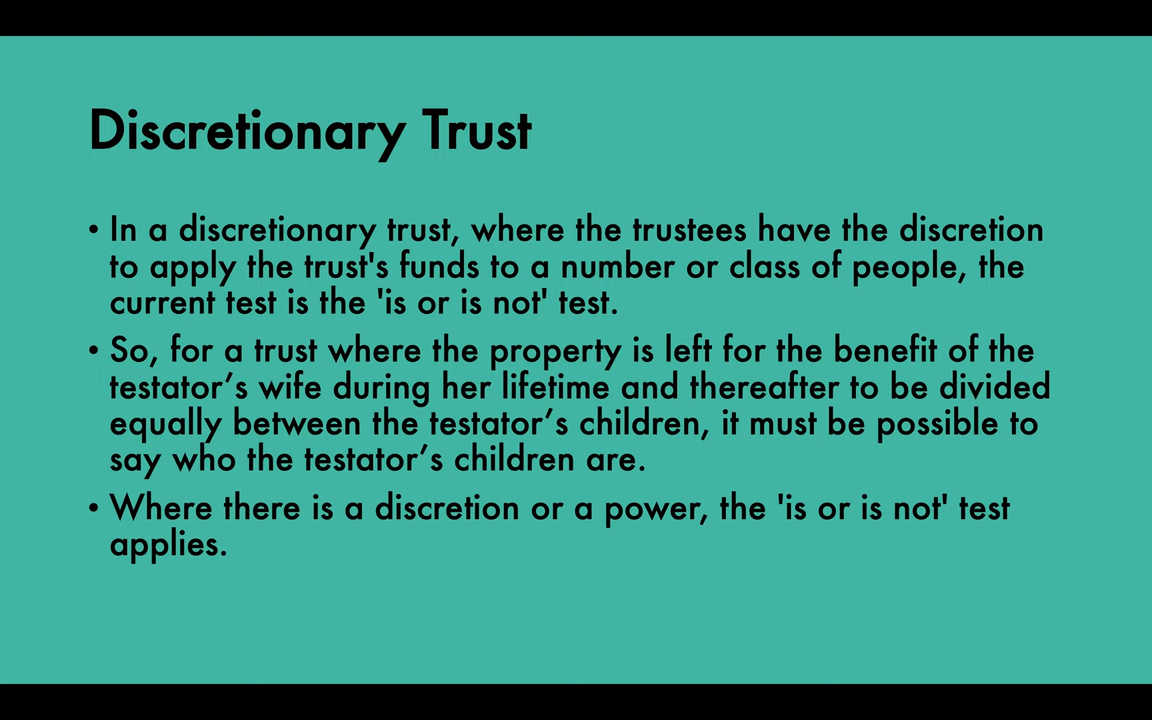 Discretionary Trust
• In a discretionary trust, where the trustees have the discretion
to apply the trust's funds to a number or class of people, the
current test is the 'is or is not' test.
• So, for a trust where the property is left for the benefit of the
testator’s wife during her lifetime and thereafter to be divided
equally between the testator’s children, it must be possible to
say who the testator’s children are.
• Where there is a discretion or a power, the 'is or is not' test
applies.